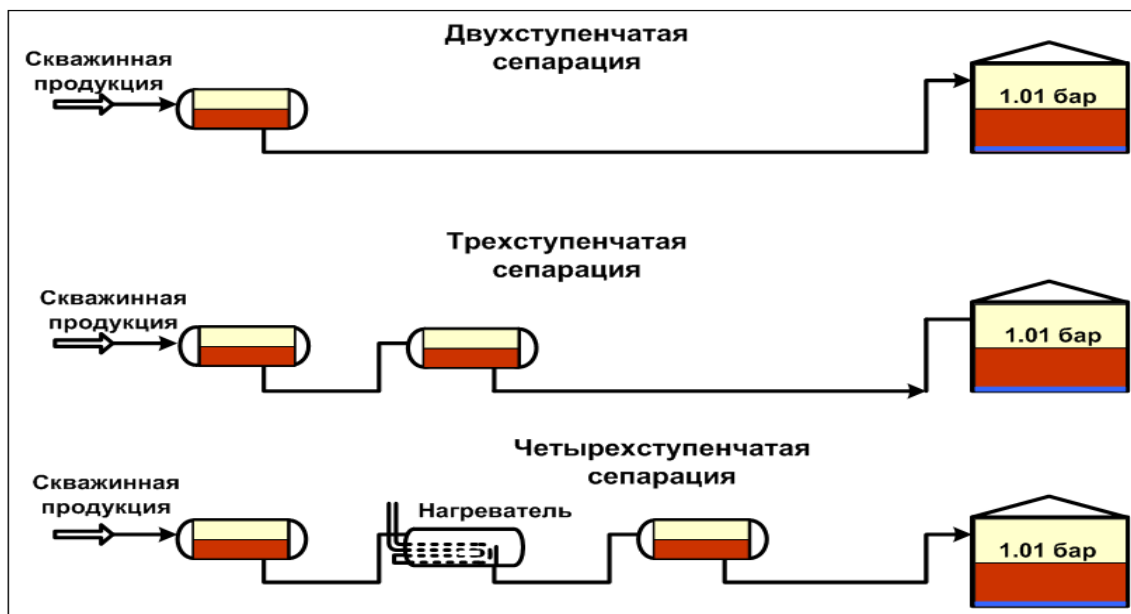 Двухступенчатая
сепарация
Скважинная
продукция
1.01 бар
Трехступенчатая
сепарация
Скважинная
продукция
1.01 бар
Четырехступенчатая
сепарация
Скважинная
продукция
Нагреватель
1.01 бар